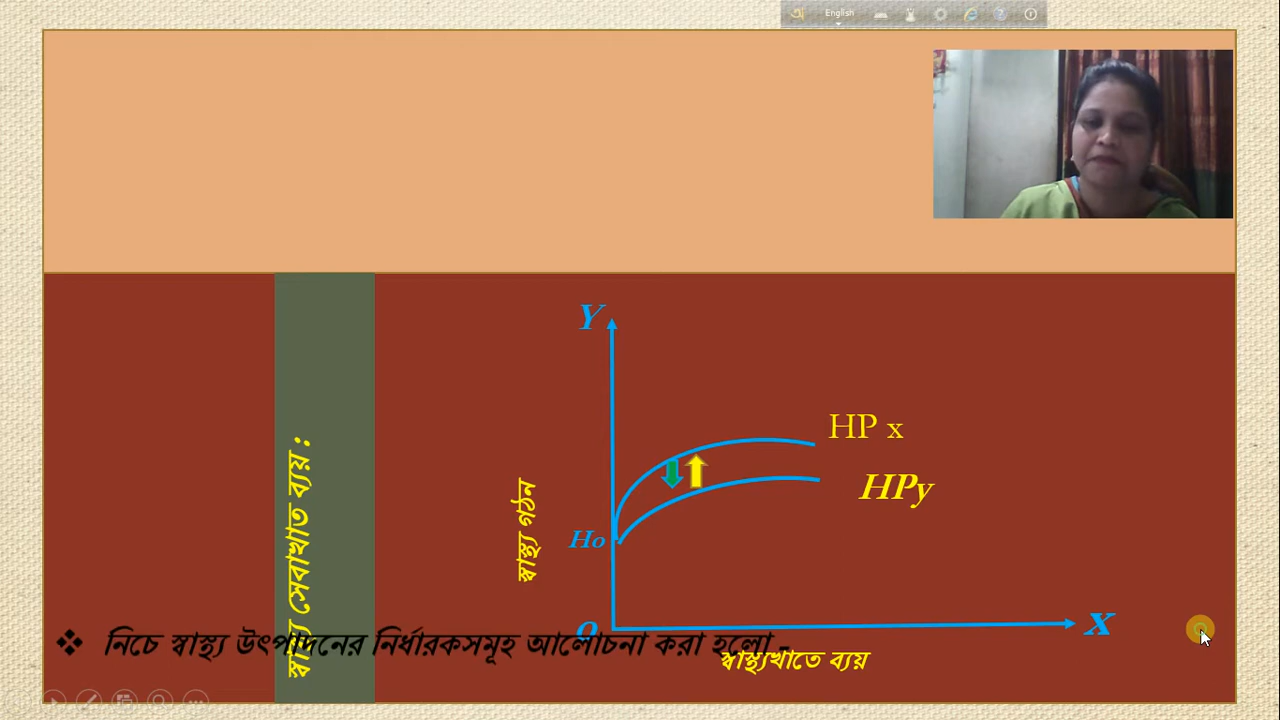 অ English
Y
HP x
HPy
স্বাস্থ্য গঠন
Ho
স্বাস্থ্য সেবাখাত ব্যয় :
O
X
❖ নিচে স্বাস্থ্য উৎপাদনের নির্ধারকসমূহ আলোচনা করা হলো -
স্বাস্থ্যখাতে ব্যয়